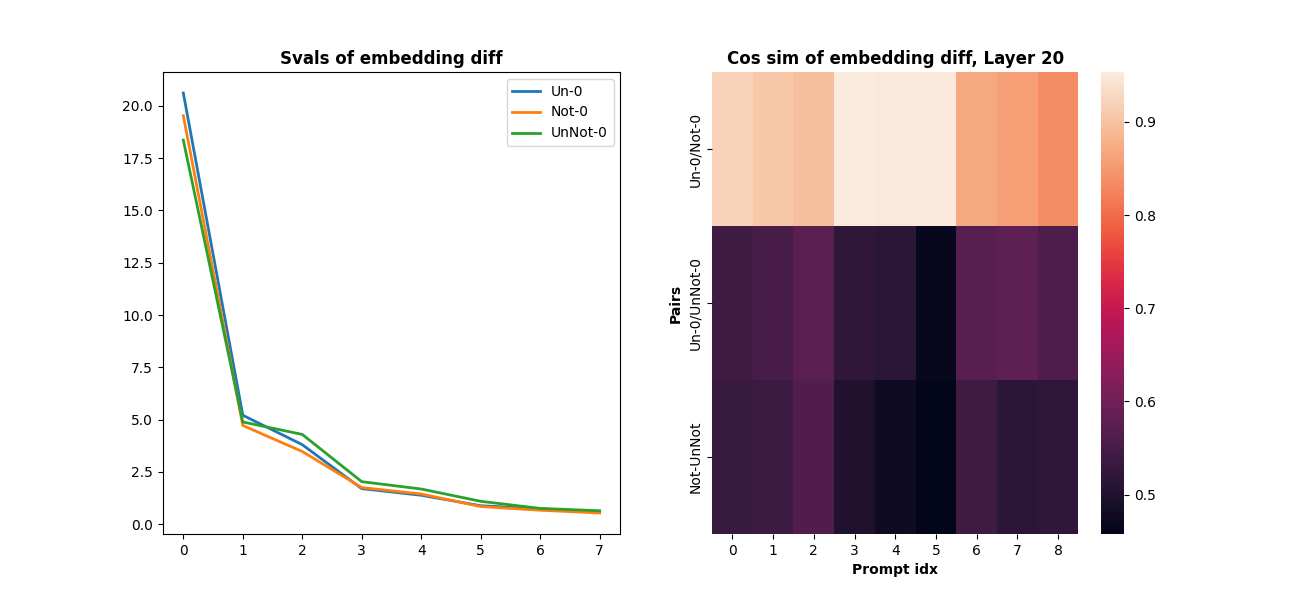 Svals of embedding diff
20.0
17.5
15.0
12.5
10.0
7.5
5.0
2.5
0.0
0 1 2 3 4 5 6 7
Un-0
Not-0
UnNot-0
Cos sim of embedding diff, Layer 20
Pairs
Un-0/Not-0
Un-0/UnNot-0
Not-UnNot
0 1 2 3 4 5 6 7 8
Prompt idx
0.9
0.8
0.7
0.6
0.5